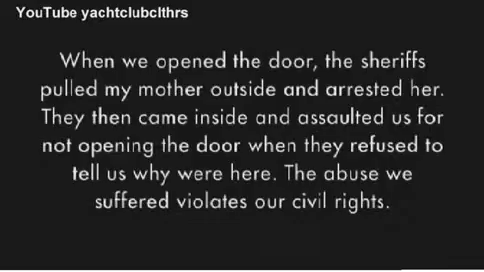 YouTube yachtclubclthrs
When we opened the door, the sheriffs
pulled my mother outside and arrested her.
They then came inside and assaulted us for
not opening the door when they refused to
tell us why were here. The abuse we
suffered violates our civil rights.